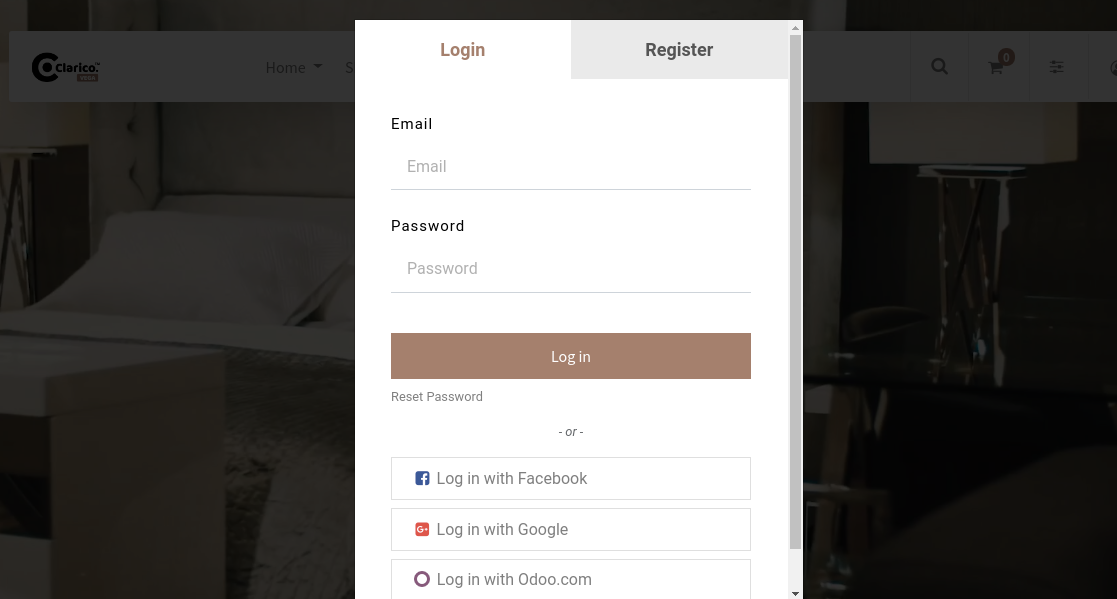 Login
Register
Clarico.
VEGA
Home
S
0
Email
Email
Password
Password
Log in
Reset Password
- or -
Log in with Facebook
Log in with Google
Log in with Odoo.com